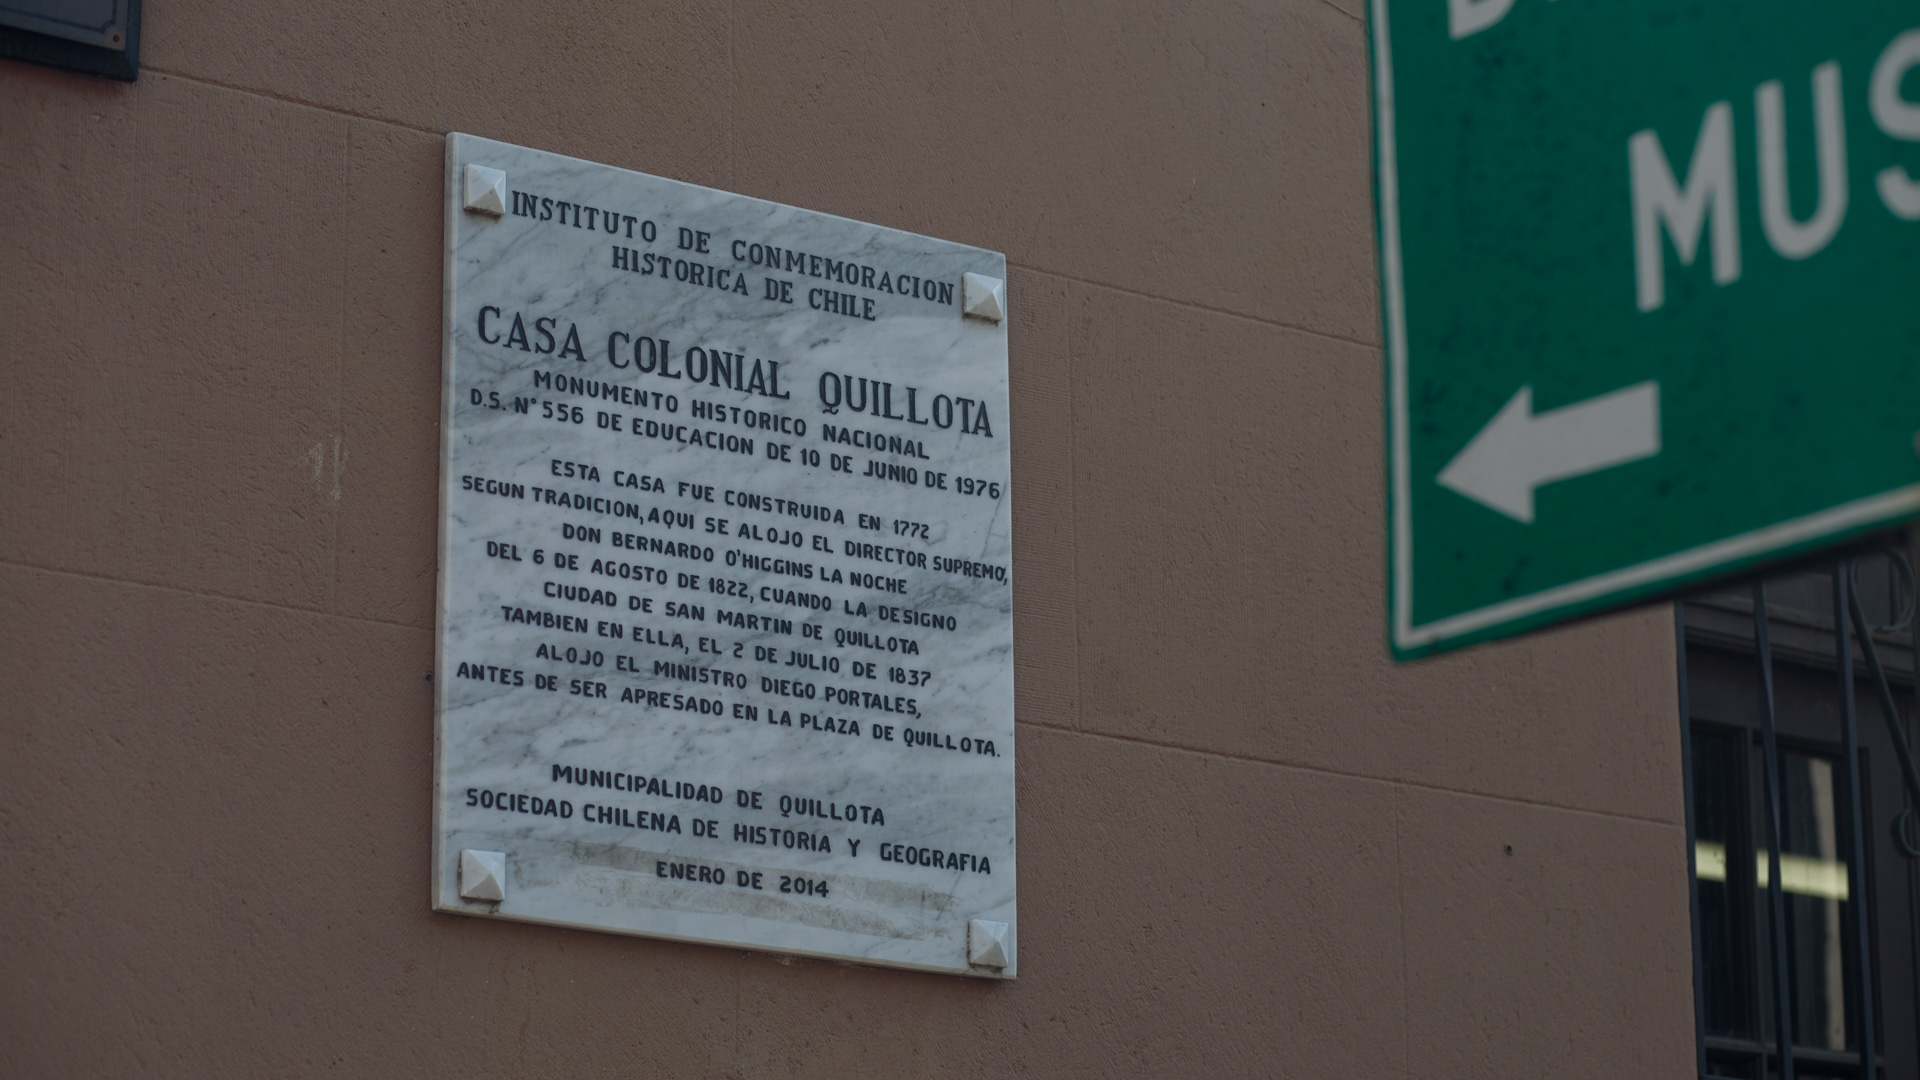 INSTITUTO DE CONMEMORACION
HISTORICA DE CHILE
CASA COLONIAL QUILLOTA
MONUMENTO HISTORICO NACIONAL
D.S. N° 556 DE EDUCACION DE 10 DE JUNIO DE 1976
ESTA CASA FUE CONSTRUIDA EN 1772
SEGUN TRADICION, AQUI SE ALOJO EL DIRECTOR SUPREMO,
DON BERNARDO O'HIGGINS LA NOCHE
DEL 6 DE AGOSTO DE 1822, CUANDO LA DESIGNO
CIUDAD DE SAN MARTIN DE QUILLOTA
TAMBIEN EN ELLA, EL 2 DE JULIO DE 1837
ALOJO EL MINISTRO DIEGO PORTALES,
ANTES DE SER APRESADO EN LA PLAZA DE QUILLOTA.
MUNICIPALIDAD DE QUILLOTA
SOCIEDAD CHILENA DE HISTORIA Y GEOGRAFIA
ENERO DE 2014
MUS